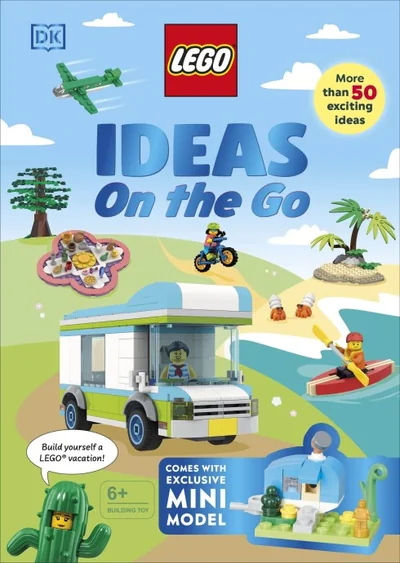 DK
LEGO
More
than 50
exciting
ideas
IDEAS
On the Go
Build yourself a
LEGO® vacation!
6+
BUILDING TOY
COMES WITH
EXCLUSIVE
MINI
MODEL